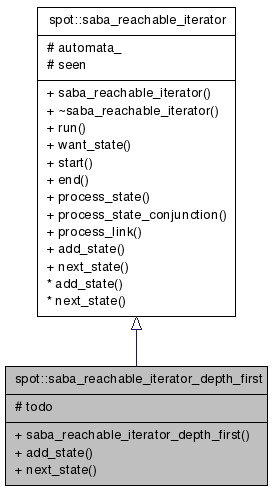 spot::saba_reachable_iterator
# automata_
# seen
+ saba_reachable_iterator()
+ ~saba_reachable_iterator()
+ run()
+ want_state()
+ start()
+ end()
+ process_state()
+ process_state_conjunction()
+ process_link()
+ add_state()
+ next_state()
* add_state()
* next_state()
spot::saba_reachable_iterator_depth_first
# todo
+ saba_reachable_iterator_depth_first()
+ add_state()
+ next_state()